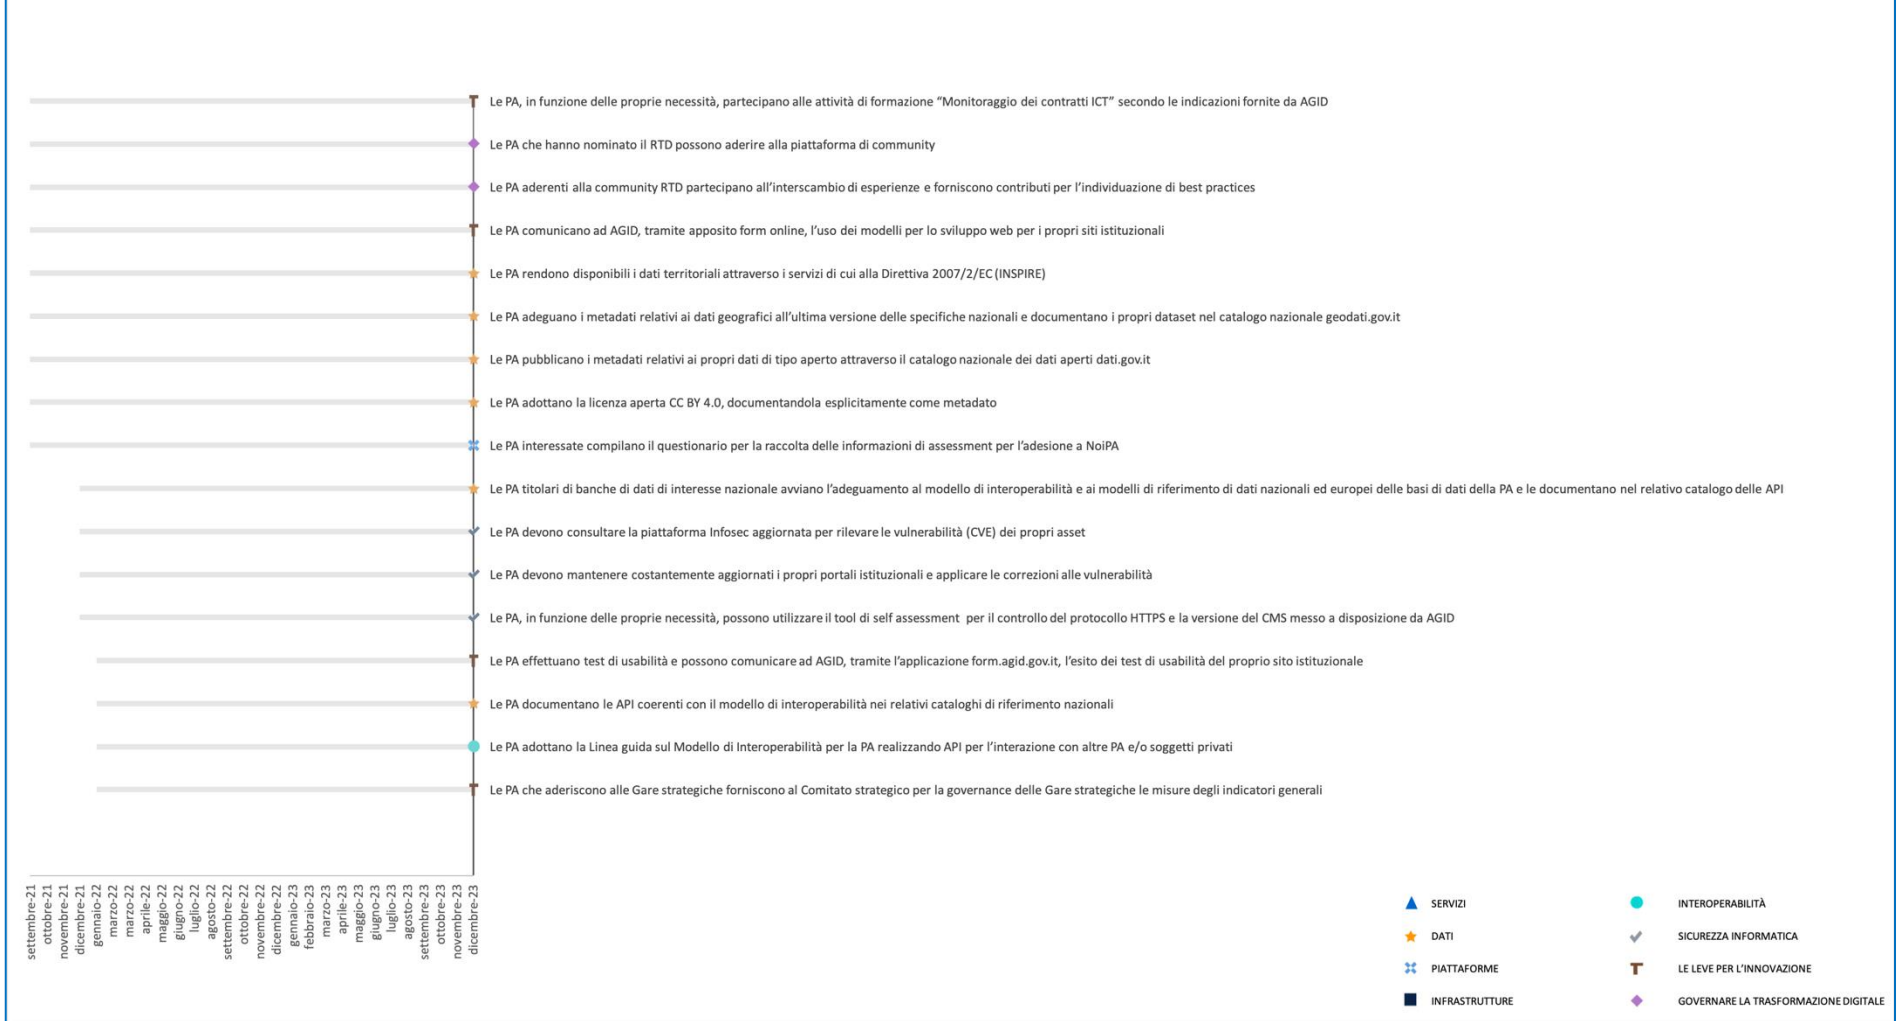 Le PA, in funzione delle proprie necessità, partecipano alle attività di formazione “Monitoraggio dei contratti ICT” secondo le indicazioni fornite da AGID
Le PA che hanno nominato il RTD possono aderire alla piattaforma di community
Le PA aderenti alla community RTD partecipano all’interscambio di esperienze e forniscono contributi per l’individuazione di best practices
Le PA comunicano ad AGID, tramite apposito form online, l’uso dei modelli per lo sviluppo web per i propri siti istituzionali
Le PA rendono disponibili i dati territoriali attraverso i servizi di cui alla Direttiva 2007/2/EC (INSPIRE)
Le PA adeguano i metadati relativi ai dati geografici all’ultima versione delle specifiche nazionali e documentano i propri dataset nel catalogo nazionale geodati.gov.it
Le PA pubblicano i metadati relativi ai propri dati di tipo aperto attraverso il catalogo nazionale dei dati aperti dati.gov.it
Le PA adottano la licenza aperta CC BY 4.0, documentandola esplicitamente come metadato
Le PA interessate compilano il questionario per la raccolta delle informazioni di assessment per l’adesione a NoiPA
Le PA titolari di banche di dati di interesse nazionale avviano l’adeguamento al modello di interoperabilità e ai modelli di riferimento di dati nazionali ed europei delle basi di dati della PA e le documentano nel relativo catalogo delle API
Le PA devono consultare la piattaforma Infosec aggiornata per rilevare le vulnerabilità (CVE) dei propri asset
Le PA devono mantenere costantemente aggiornati i propri portali istituzionali e applicare le correzioni alle vulnerabilità
Le PA, in funzione delle proprie necessità, possono utilizzare il tool di self assessment per il controllo del protocollo HTTPS e la versione del CMS messo a disposizione da AGID
Le PA effettuano test di usabilità e possono comunicare ad AGID, tramite l’applicazione form.agid.gov.it, l’esito dei test di usabilità del proprio sito istituzionale
Le PA documentano le API coerenti con il modello di interoperabilità nei relativi cataloghi di riferimento nazionali
Le PA adottano la Linea guida sul Modello di Interoperabilità per la PA realizzando API per l’interazione con altre PA e/o soggetti privati
Le PA che aderiscono alle Gare strategiche forniscono al Comitato strategico per la governance delle Gare strategiche le misure degli indicatori generali
settembre-21
ottobre-21
novembre-21
dicembre-21
gennaio-22
marzo-22
marzo-22
aprile-22
maggio-22
giugno-22
luglio-22
agosto-22
settembre-22
ottobre-22
novembre-22
dicembre-22
gennaio-23
febbraio-23
marzo-23
aprile-23
maggio-23
giugno-23
luglio-23
agosto-23
settembre-23
ottobre-23
novembre-23
dicembre-23
SERVIZI
DATI
PIATTAFORME
INFRASTRUTTURE
INTEROPERABILITÀ
SICUREZZA INFORMATICA
LE LEVE PER L’INNOVAZIONE
GOVERNARE LA TRASFORMAZIONE DIGITALE